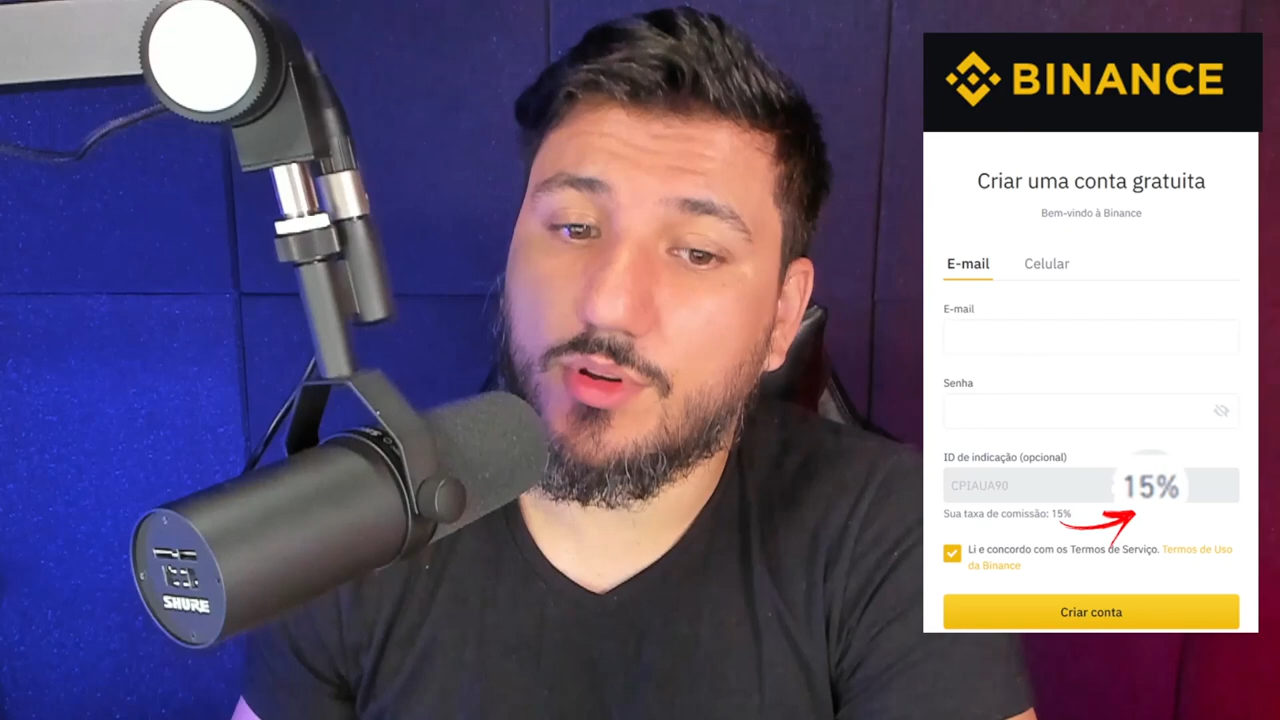 BINANCE
Criar uma conta gratuita
Bem-vindo à Binance
E-mail Celular
E-mail
Senha
ID de indicação (opcional)
CPIAUA90
15%
Sua taxa de comissão: 15%
Li e concordo com os Termos de Serviço. Termos de Uso
da Binance
Criar conta
SHURE